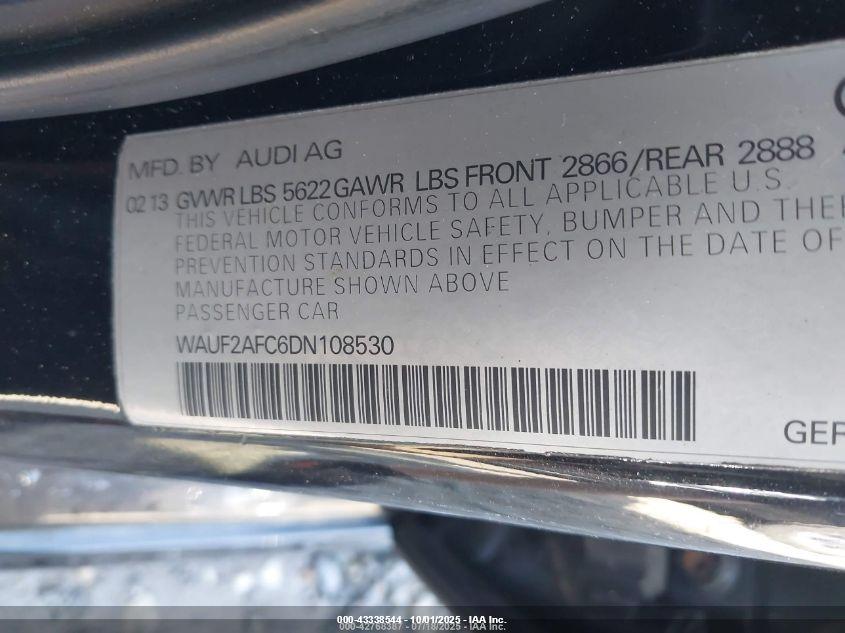 MFD. BY AUDI AG
02 13 GVWR LBS 5622 GAWR LBS FRONT 2866/REAR 2888
THIS VEHICLE CONFORMS TO ALL APPLICABLE U.S
FEDERAL MOTOR VEHICLE SAFETY, BUMPER AND THE
PREVENTION STANDARDS IN EFFECT ON THE DATE OF
MANUFACTURE SHOWN ABOVE
PASSENGER CAR
WAUF2AFC6DN108530
GER
000-43338544 - 10/01/2025 - IAA Inc.
000-42768387 - 07/18/2025 - IAA Inc.